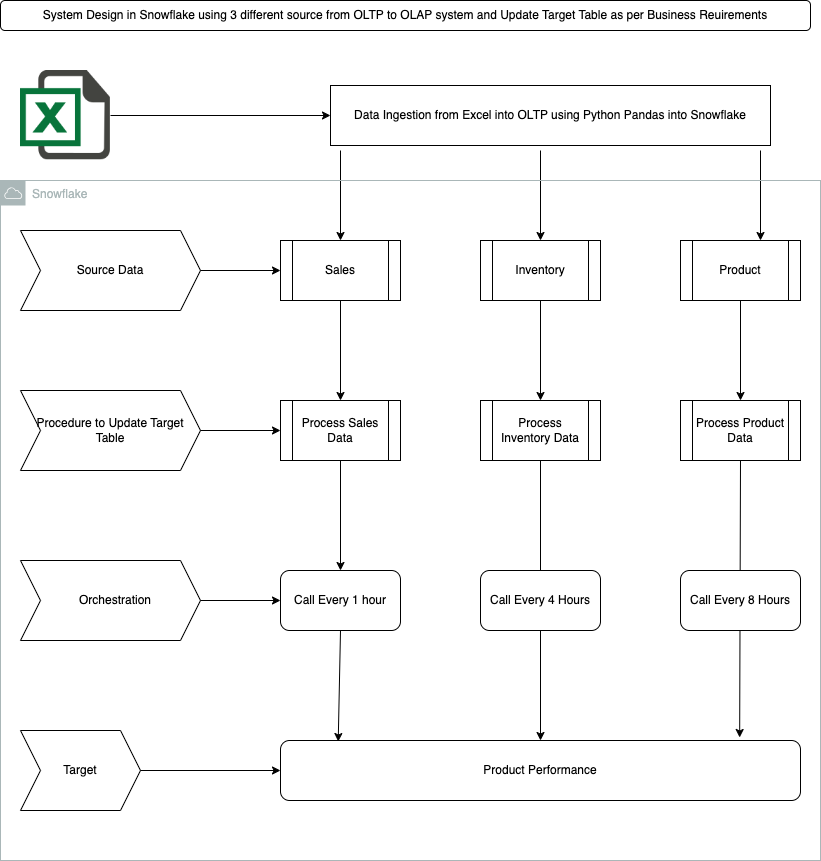 System Design in Snowflake using 3 different source from OLTP to OLAP system and Update Target Table as per Business Reuirements
X
Data Ingestion from Excel into OLTP using Python Pandas into Snowflake
Snowflake
Source Data
Sales
Inventory
Product
Procedure to Update Target
Table
Process Sales
Data
Process
Inventory Data
Process Product
Data
Orchestration
Call Every 1 hour
Call Every 4 Hours
Call Every 8 Hours
Target
Product Performance